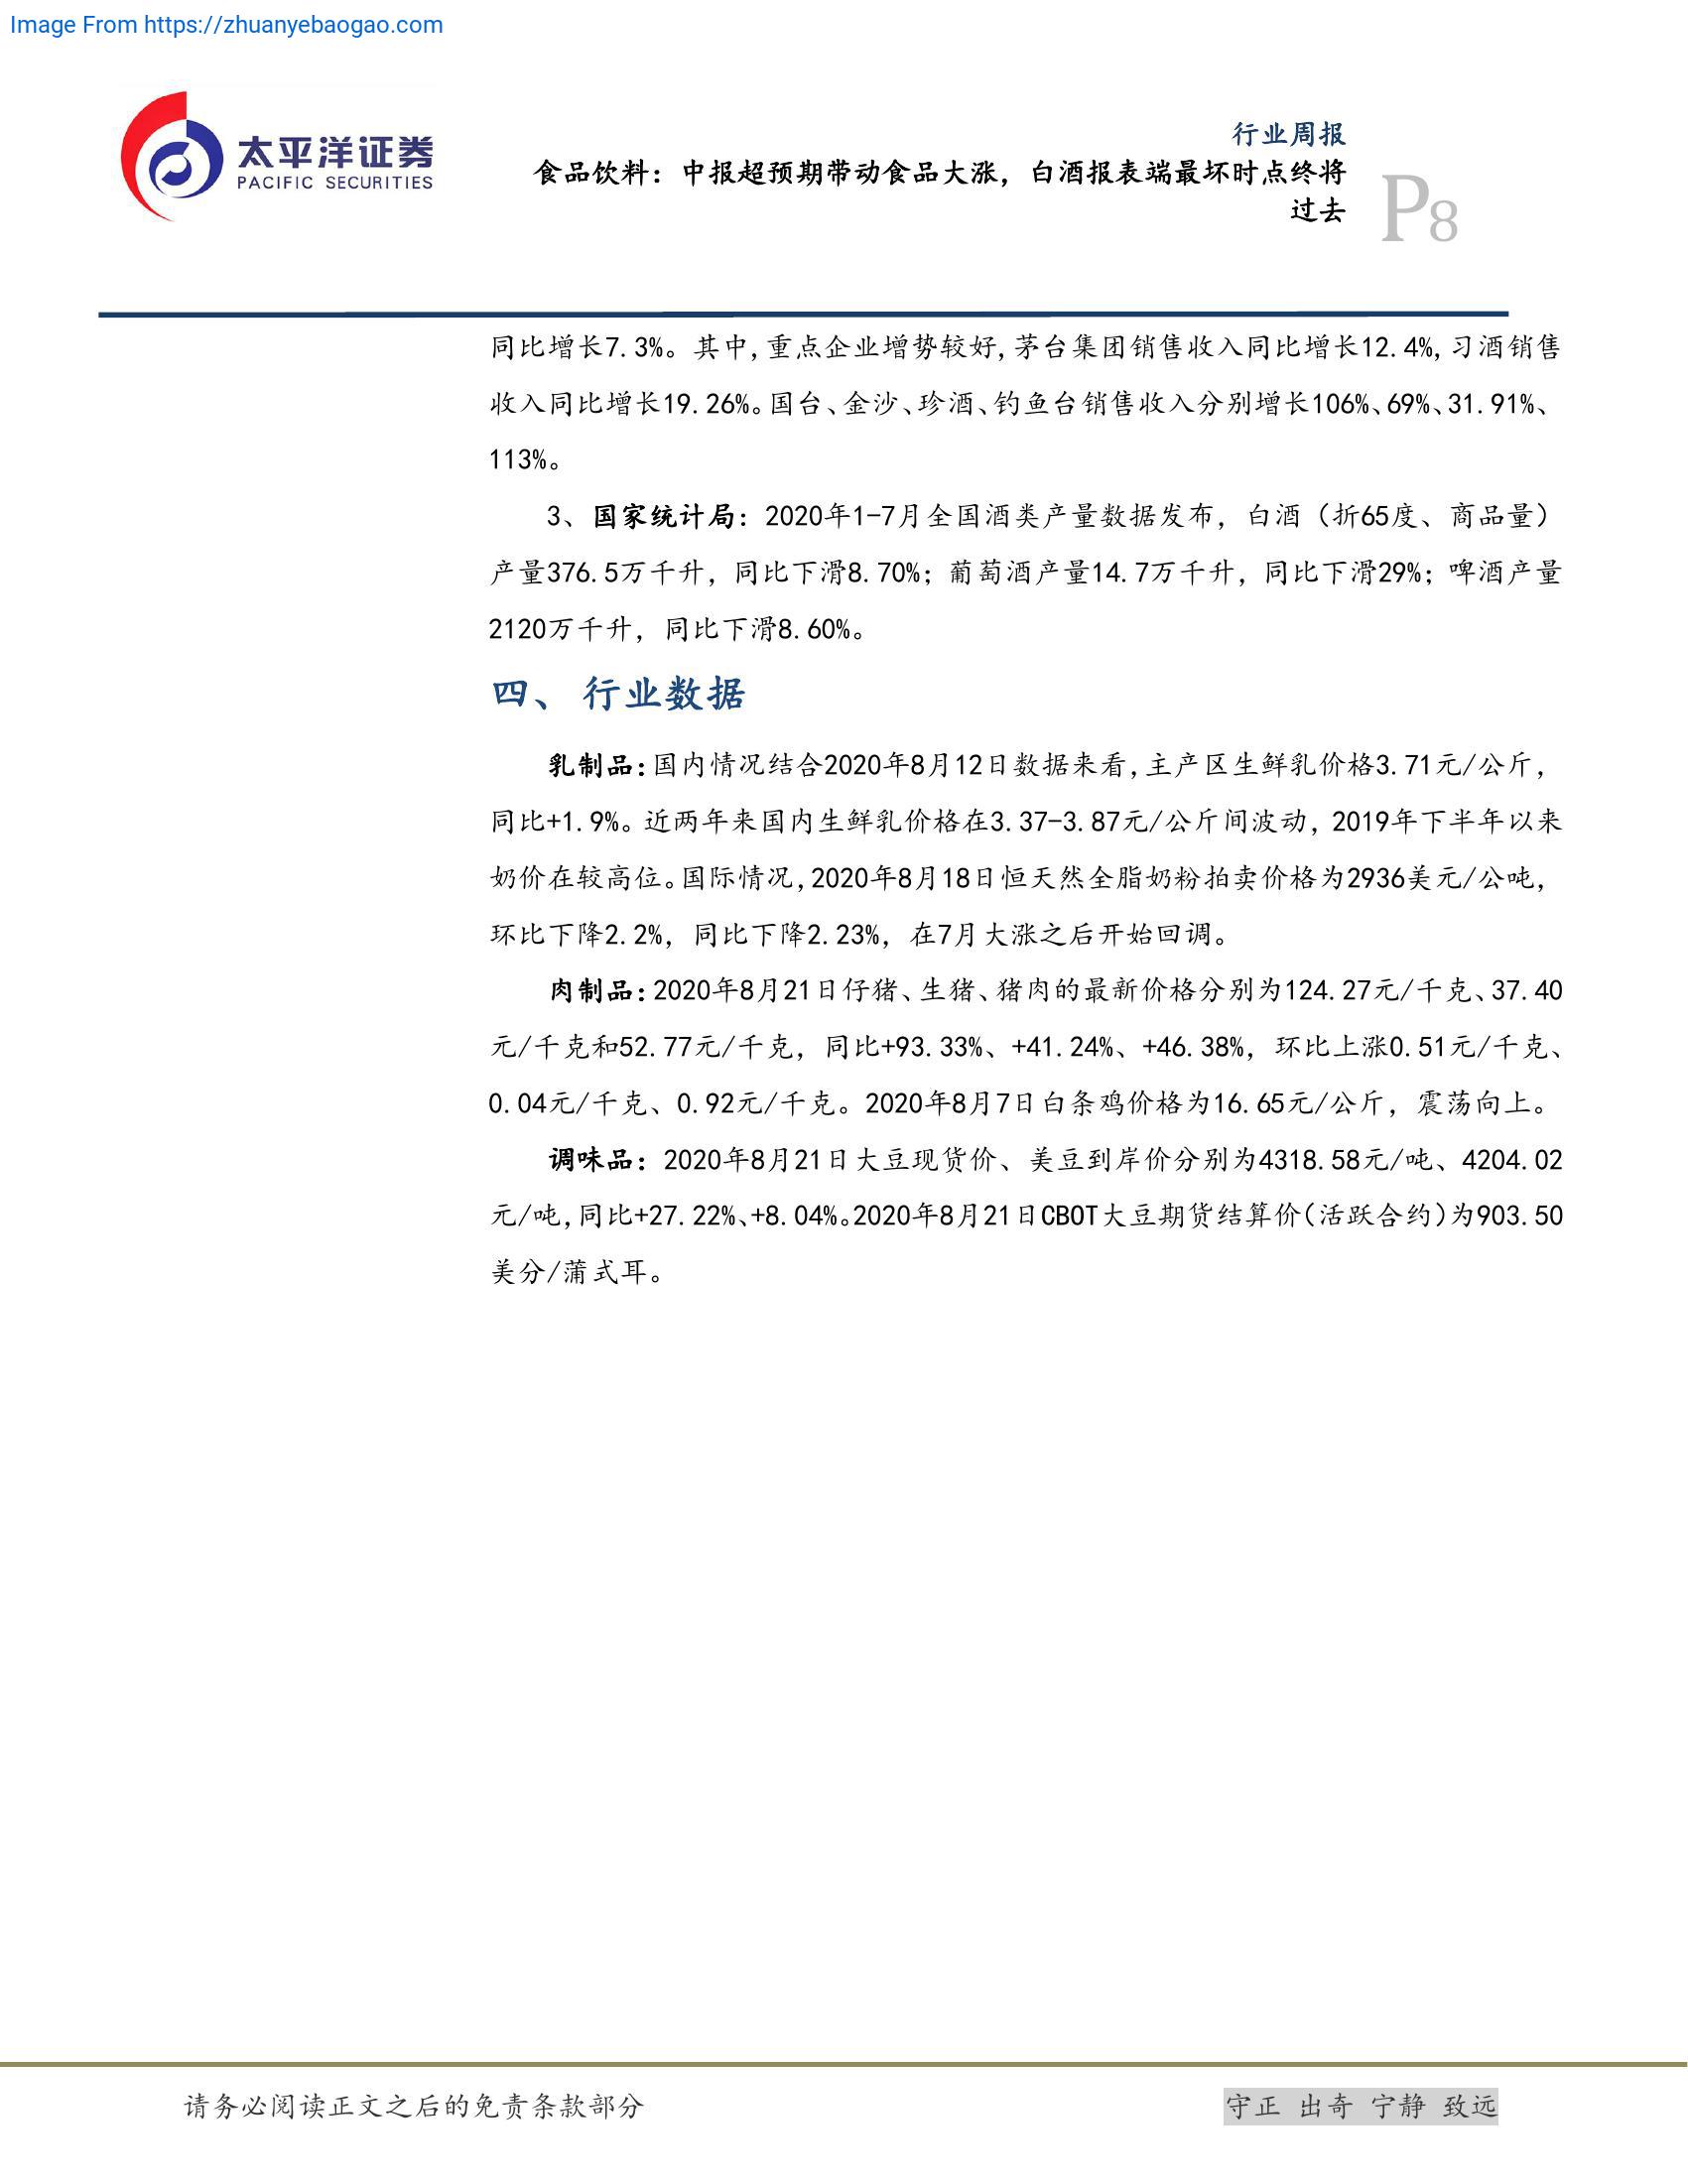 Image From https://zhuanyebaogao.com
太平洋证券
PACIFIC SECURITIES
行业周报
食品饮料：中报超预期带动食品大涨，白酒报表端最坏时点终将
过去
P8
同比增长7.3%。其中,重点企业增势较好,茅台集团销售收入同比增长12.4%,习酒销售
收入同比增长19.26%。国台、金沙、珍酒、钓鱼台销售收入分别增长106%、69%、31.91%、
113%。
3、国家统计局：2020年1-7月全国酒类产量数据发布，白酒（折65度、商品量）
产量376.5万千升，同比下滑8.70%；葡萄酒产量14.7万千升，同比下滑29%；啤酒产量
2120万千升，同比下滑8.60%。
四、 行业数据
乳制品：国内情况结合2020年8月12日数据来看,主产区生鲜乳价格3.71元/公斤，
同比+1.9%。近两年来国内生鲜乳价格在3.37-3.87元/公斤间波动，2019年下半年以来
奶价在较高位。国际情况,2020年8月18日恒天然全脂奶粉拍卖价格为2936美元/公吨，
环比下降2.2%，同比下降2.23%，在7月大涨之后开始回调。
肉制品：2020年8月21日仔猪、生猪、猪肉的最新价格分别为124.27元/千克、37.40
元/千克和52.77元/千克，同比+93.33%、+41.24%、+46.38%，环比上涨0.51元/千克、
0.04元/千克、0.92元/千克。2020年8月7日白条鸡价格为16.65元/公斤，震荡向上。
调味品：2020年8月21日大豆现货价、美豆到岸价分别为4318.58元/吨、4204.02
元/吨,同比+27.22%、+8.04%。2020年8月21日CBOT大豆期货结算价（活跃合约）为903.50
美分/蒲式耳。
请务必阅读正文之后的免责条款部分
守正 出奇 宁静 致远